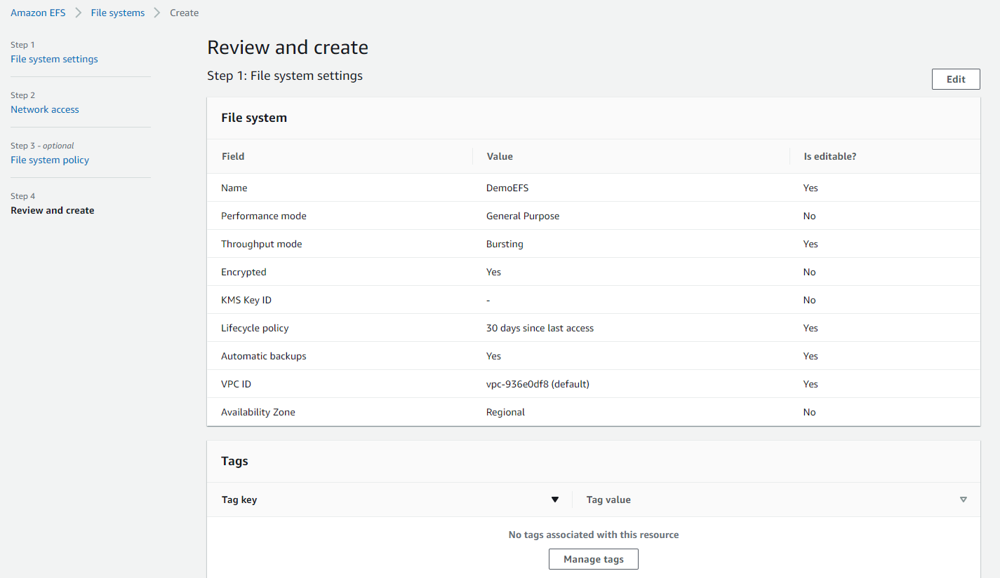 Amazon EFS > File systems > Create
Step 1
File system settings
Step 2
Network access
Step 3 - optional
File system policy
Step 4
Review and create
Review and create
Step 1: File system settings
Edit
File system
Field Value Is editable?
Name DemoEFS Yes
Performance mode General Purpose No
Throughput mode Bursting Yes
Encrypted Yes No
KMS Key ID - No
Lifecycle policy 30 days since last access Yes
Automatic backups Yes Yes
VPC ID vpc-936e0df8 (default) Yes
Availability Zone Regional No
Tags
Tag key Tag value
No tags associated with this resource
Manage tags